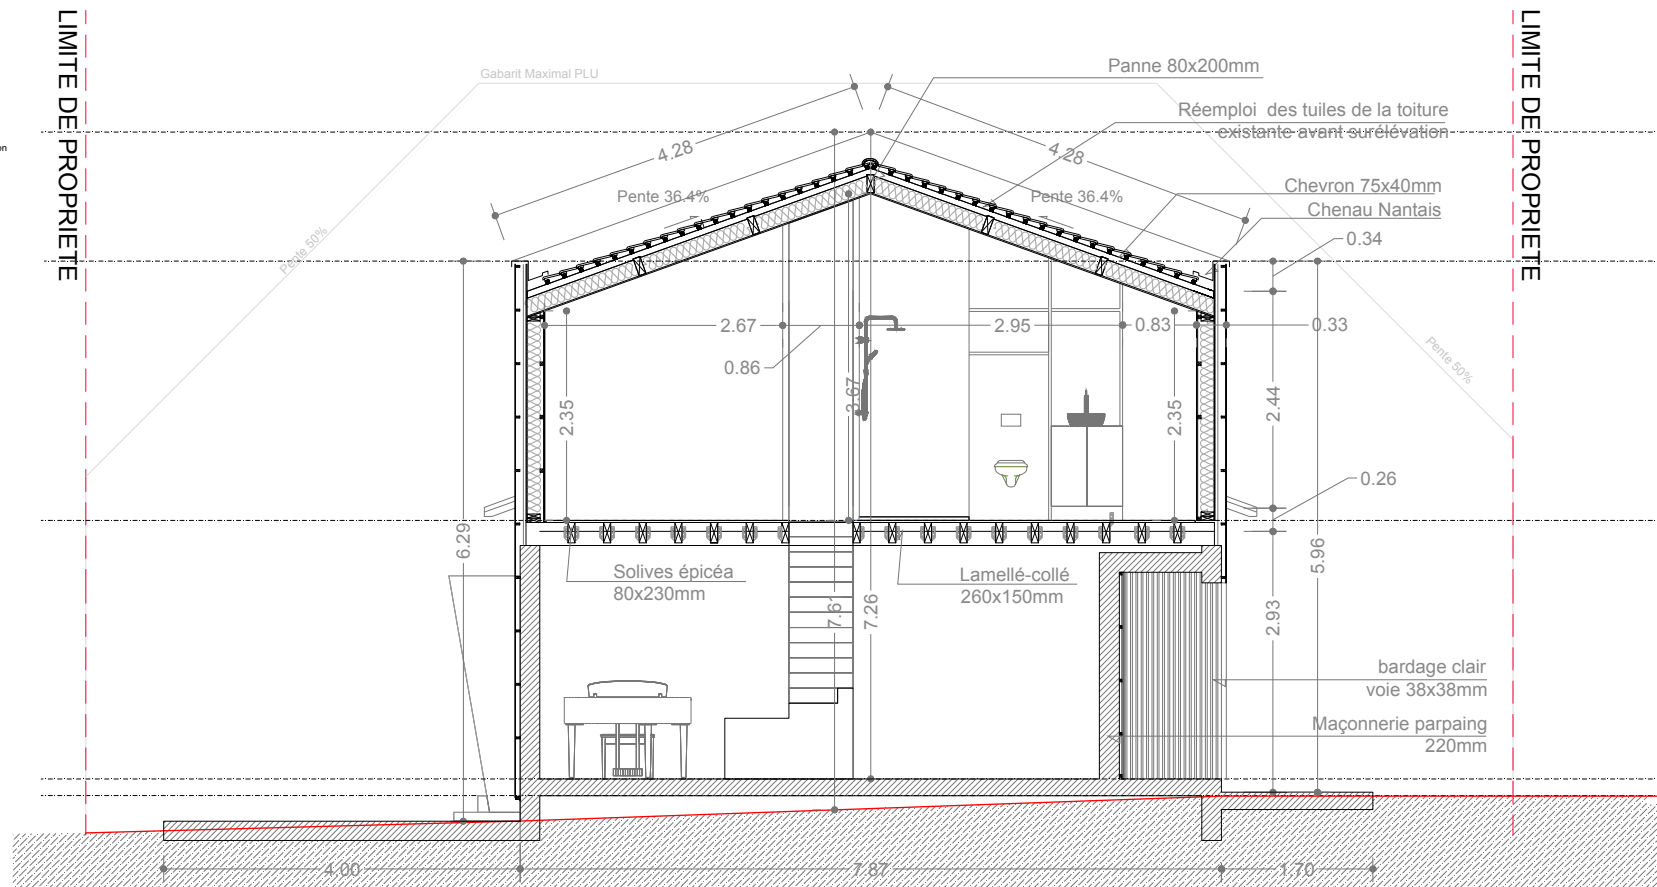 LIMITE DE PROPRIETE
LIMITE DE PROPRIETE
Gabarit Maximal PLU
Panne 80x200mm
Réemploi des tuiles de la toiture
existante avant surélévation
4.28
4.28
Pente 36.4%
Pente 36.4%
Chevron 75x40mm
Chenau Nantais
0.34
Pente 50%
Pente 50%
2.67
2.95
0.83
0.33
0.86
3.67
2.35
2.35
2.44
0.26
6.29
5.96
Solives épicéa
80x230mm
Lamellé-collé
260x150mm
7.61
7.26
2.93
bardage clair
voie 38x38mm
Maçonnerie parpaing
220mm
4.00
7.87
1.70